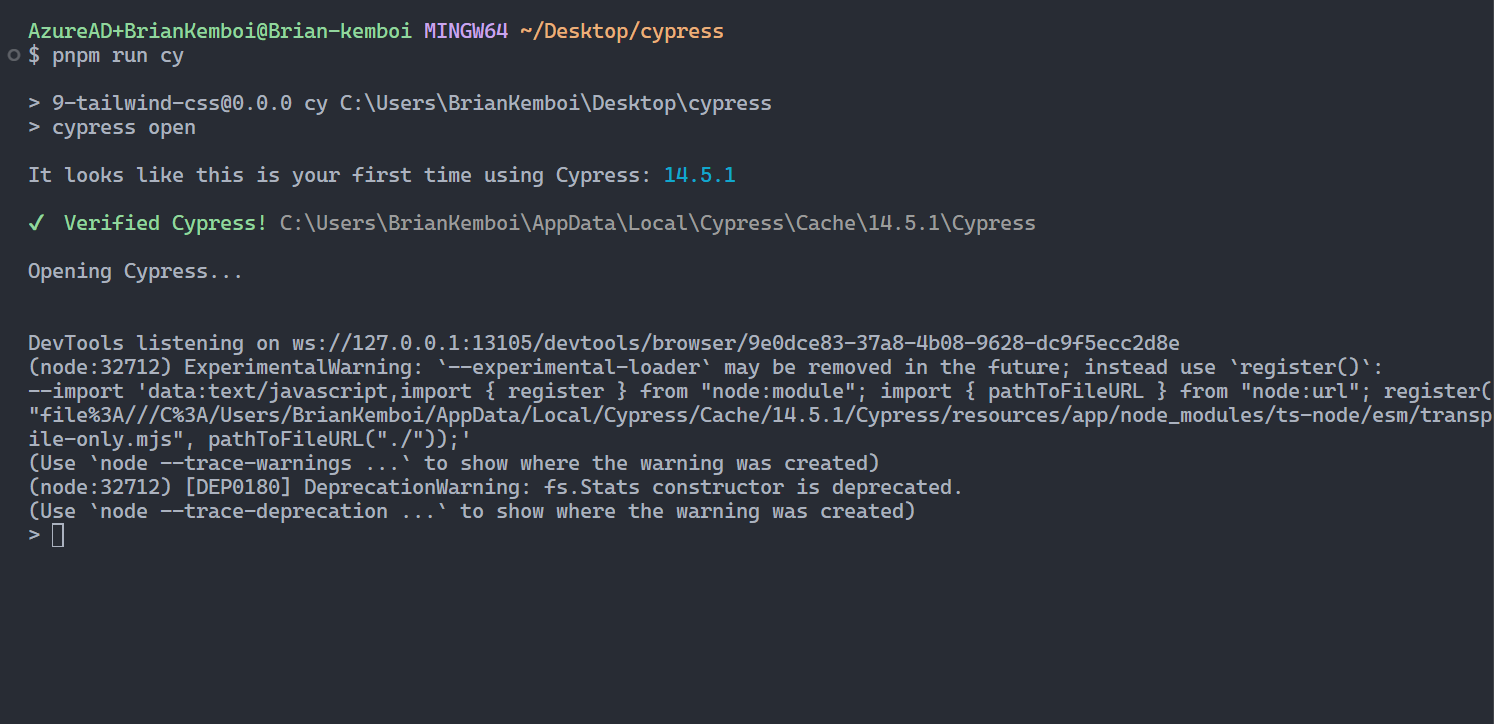 AzureAD+BrianKemboi@Brian-kemboi MINGW64 ~/Desktop/cypress
$ pnpm run cy
> 9-tailwind-css@0.0.0 cy C:\Users\BrianKemboi\Desktop\cypress
> cypress open
It looks like this is your first time using Cypress: 14.5.1
✓ Verified Cypress! C:\Users\BrianKemboi\AppData\Local\Cypress\Cache\14.5.1\Cypress
Opening Cypress...
DevTools listening on ws://127.0.0.1:13105/devtools/browser/9e0dce83-37a8-4b08-9628-dc9f5ecc2d8e
(node:32712) ExperimentalWarning: `--experimental-loader` may be removed in the future; instead use `register()`:
--import 'data:text/javascript,import { register } from "node:module"; import { pathToFileURL } from "node:url"; register(
"file%3A///C%3A/Users/BrianKemboi/AppData/Local/Cypress/Cache/14.5.1/Cypress/resources/app/node_modules/ts-node/esm/transp
ile-only.mjs", pathToFileURL("./"));'
(Use `node --trace-warnings ...` to show where the warning was created)
(node:32712) [DEP0180] DeprecationWarning: fs.Stats constructor is deprecated.
(Use `node --trace-deprecation ...` to show where the warning was created)
>